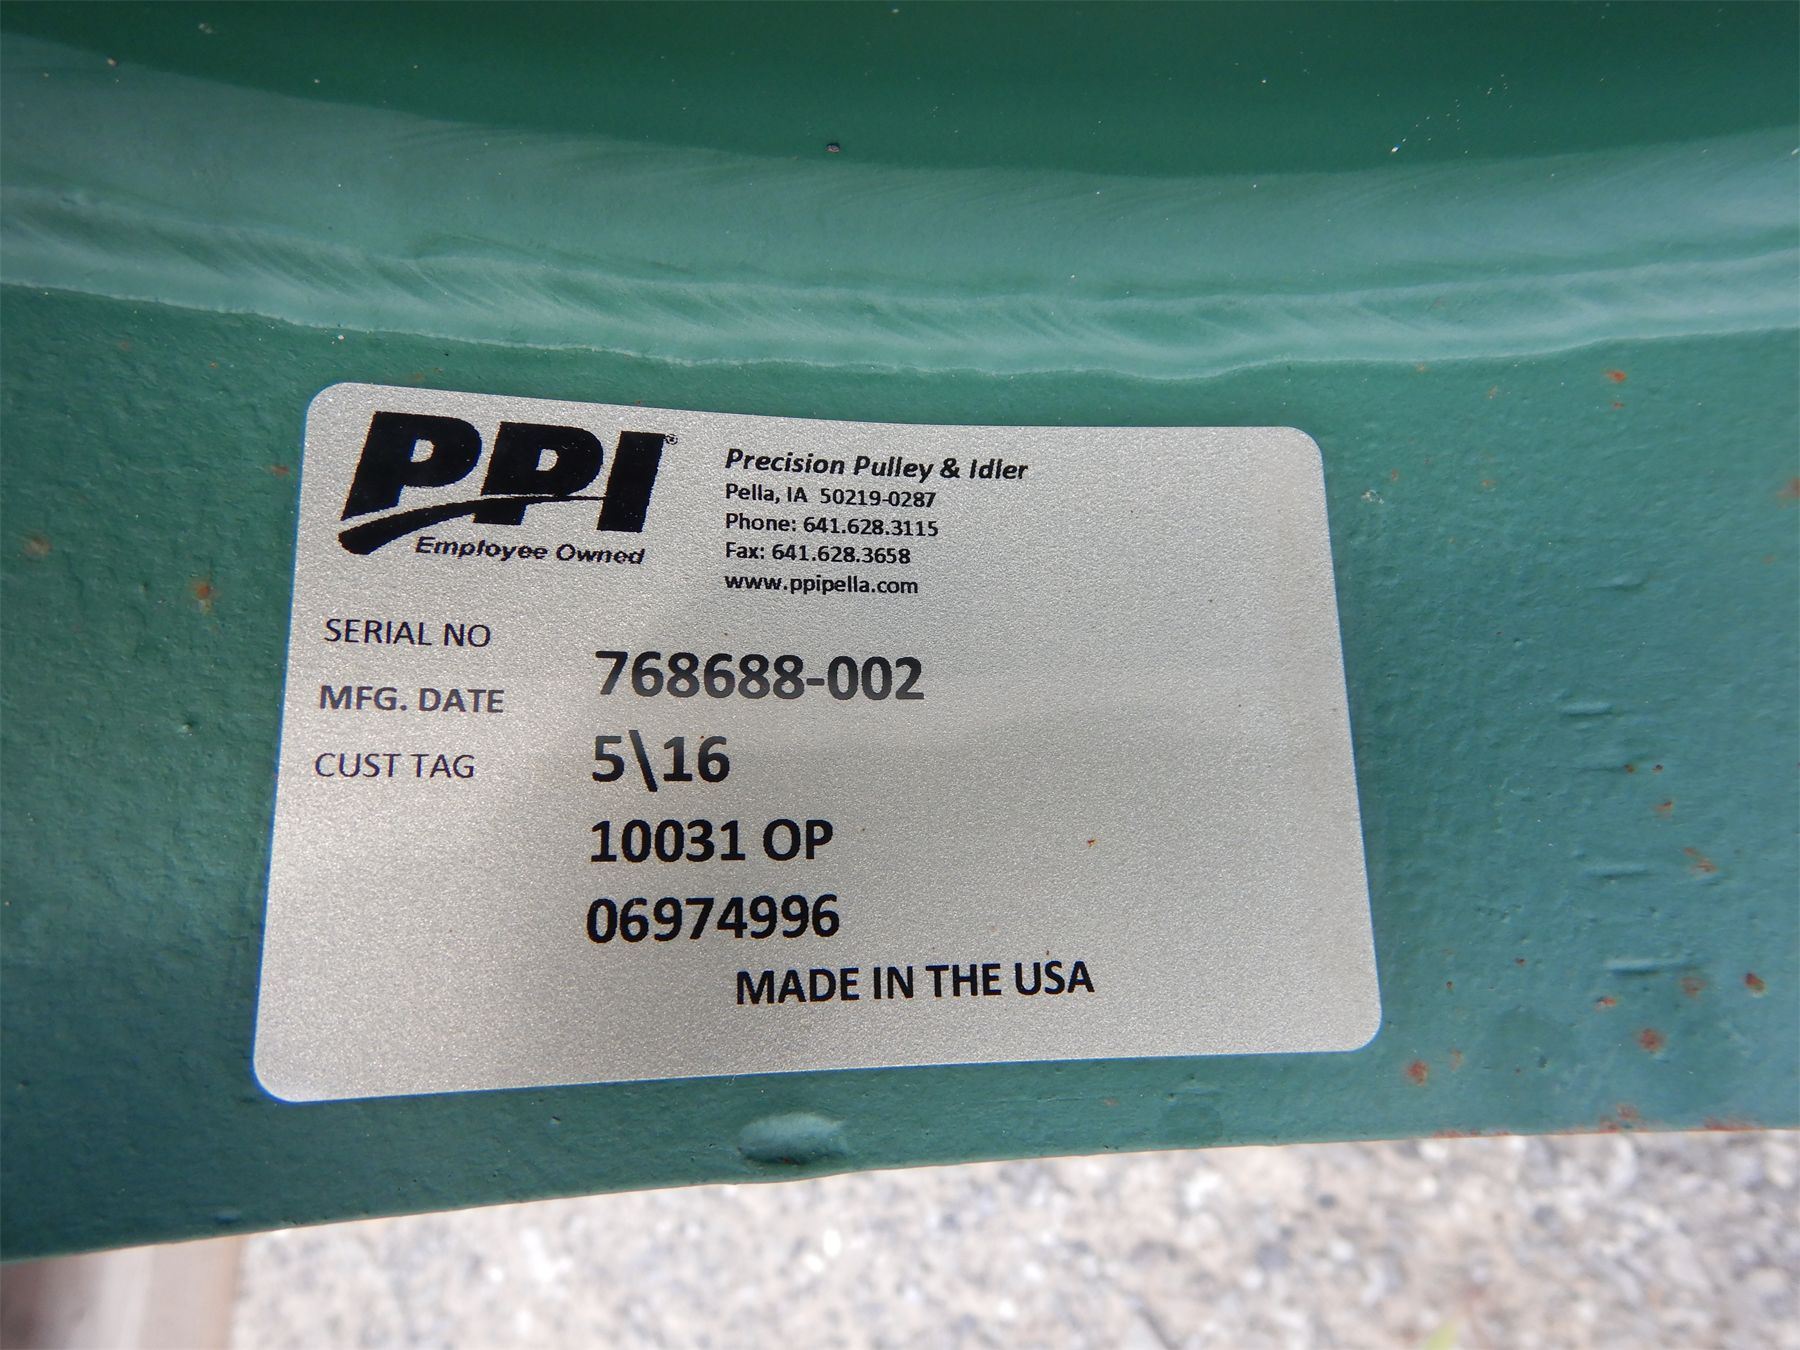 PPI®
Employee Owned
Precision Pulley & Idler
Pella, IA 50219-0287
Phone: 641.628.3115
Fax: 641.628.3658
www.ppipella.com
SERIAL NO
768688-002
MFG. DATE
5\16
CUST TAG
10031 OP
06974996
MADE IN THE USA